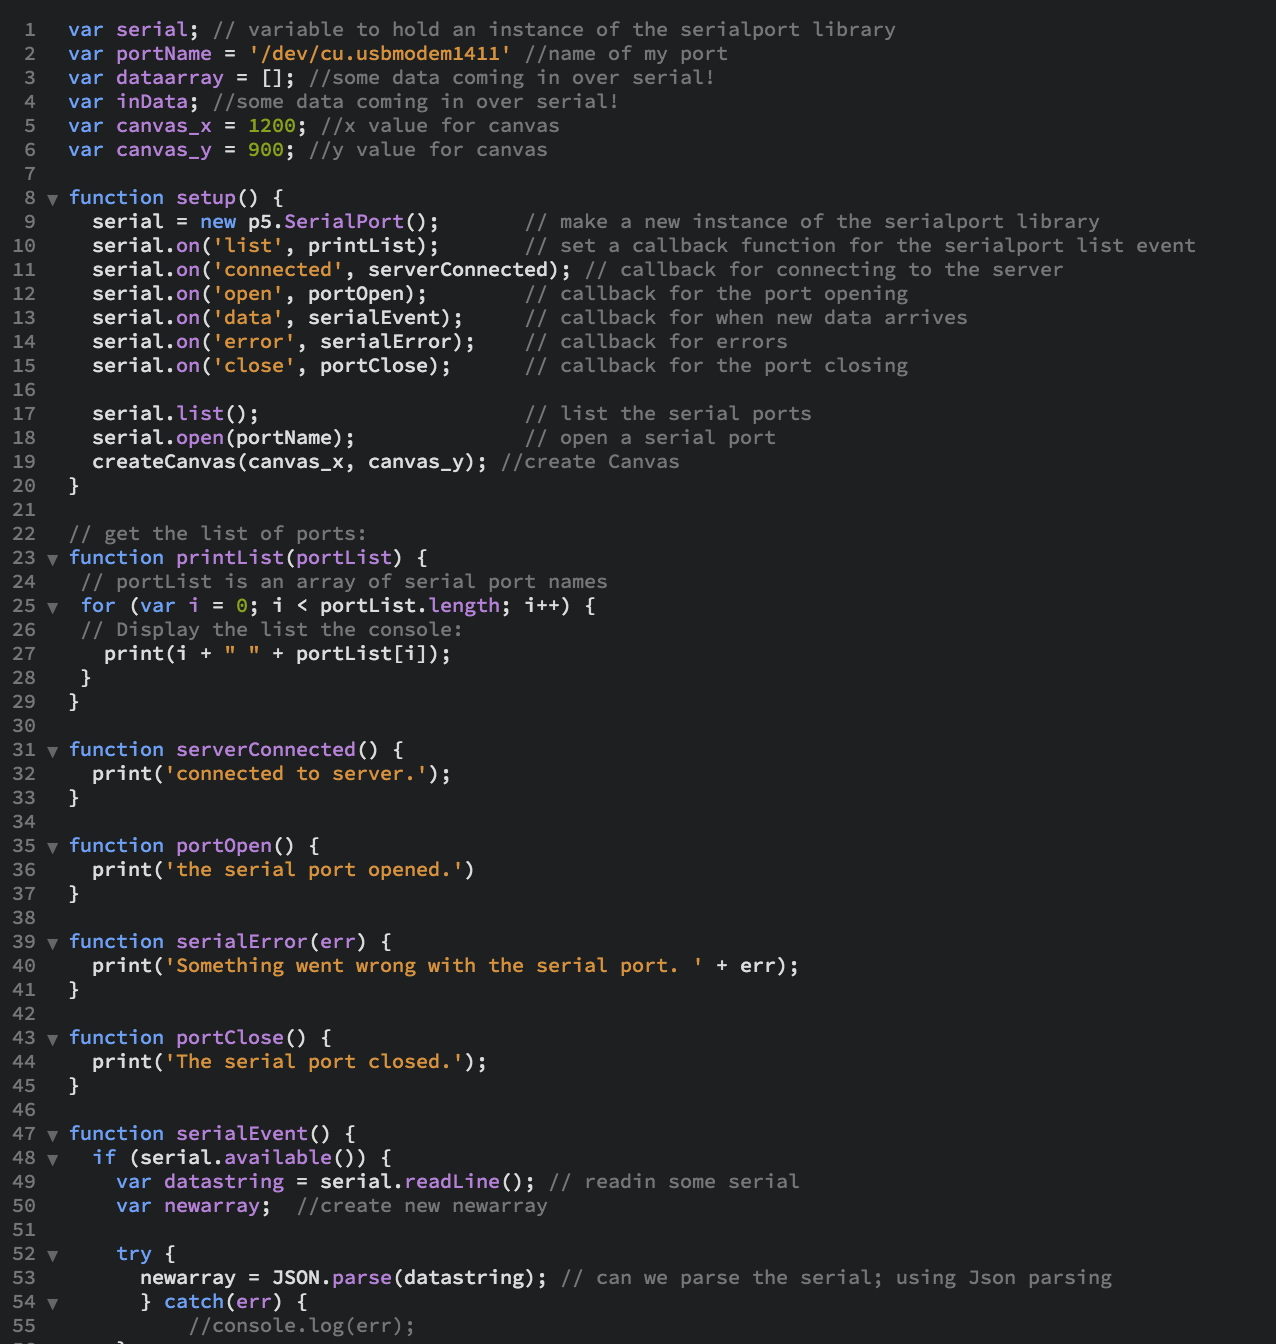 1 var serial; // variable to hold an instance of the serialport library
2 var portName = '/dev/cu.usbmodem1411' //name of my port
3 var dataarray = []; //some data coming in over serial!
4 var inData; //some data coming in over serial!
5 var canvas_x = 1200; //x value for canvas
6 var canvas_y = 900; //y value for canvas
7
8 ▼ function setup() {
9   serial = new p5.SerialPort();       // make a new instance of the serialport library
10   serial.on('list', printList);       // set a callback function for the serialport list event
11   serial.on('connected', serverConnected); // callback for connecting to the server
12   serial.on('open', portOpen);        // callback for the port opening
13   serial.on('data', serialEvent);     // callback for when new data arrives
14   serial.on('error', serialError);    // callback for errors
15   serial.on('close', portClose);      // callback for the port closing
16
17   serial.list();                      // list the serial ports
18   serial.open(portName);              // open a serial port
19   createCanvas(canvas_x, canvas_y); //create Canvas
20 }
21
22 // get the list of ports:
23 ▼ function printList(portList) {
24  // portList is an array of serial port names
25 ▼  for (var i = 0; i < portList.length; i++) {
26  // Display the list the console:
27    print(i + " " + portList[i]);
28  }
29 }
30
31 ▼ function serverConnected() {
32   print('connected to server.');
33 }
34
35 ▼ function portOpen() {
36   print('the serial port opened.')
37 }
38
39 ▼ function serialError(err) {
40   print('Something went wrong with the serial port. ' + err);
41 }
42
43 ▼ function portClose() {
44   print('The serial port closed.');
45 }
46
47 ▼ function serialEvent() {
48 ▼   if (serial.available()) {
49     var datastring = serial.readLine(); // readin some serial
50     var newarray;  //create new newarray
51
52 ▼     try {
53       newarray = JSON.parse(datastring); // can we parse the serial; using Json parsing
54 ▼       } catch(err) {
55           //console.log(err);